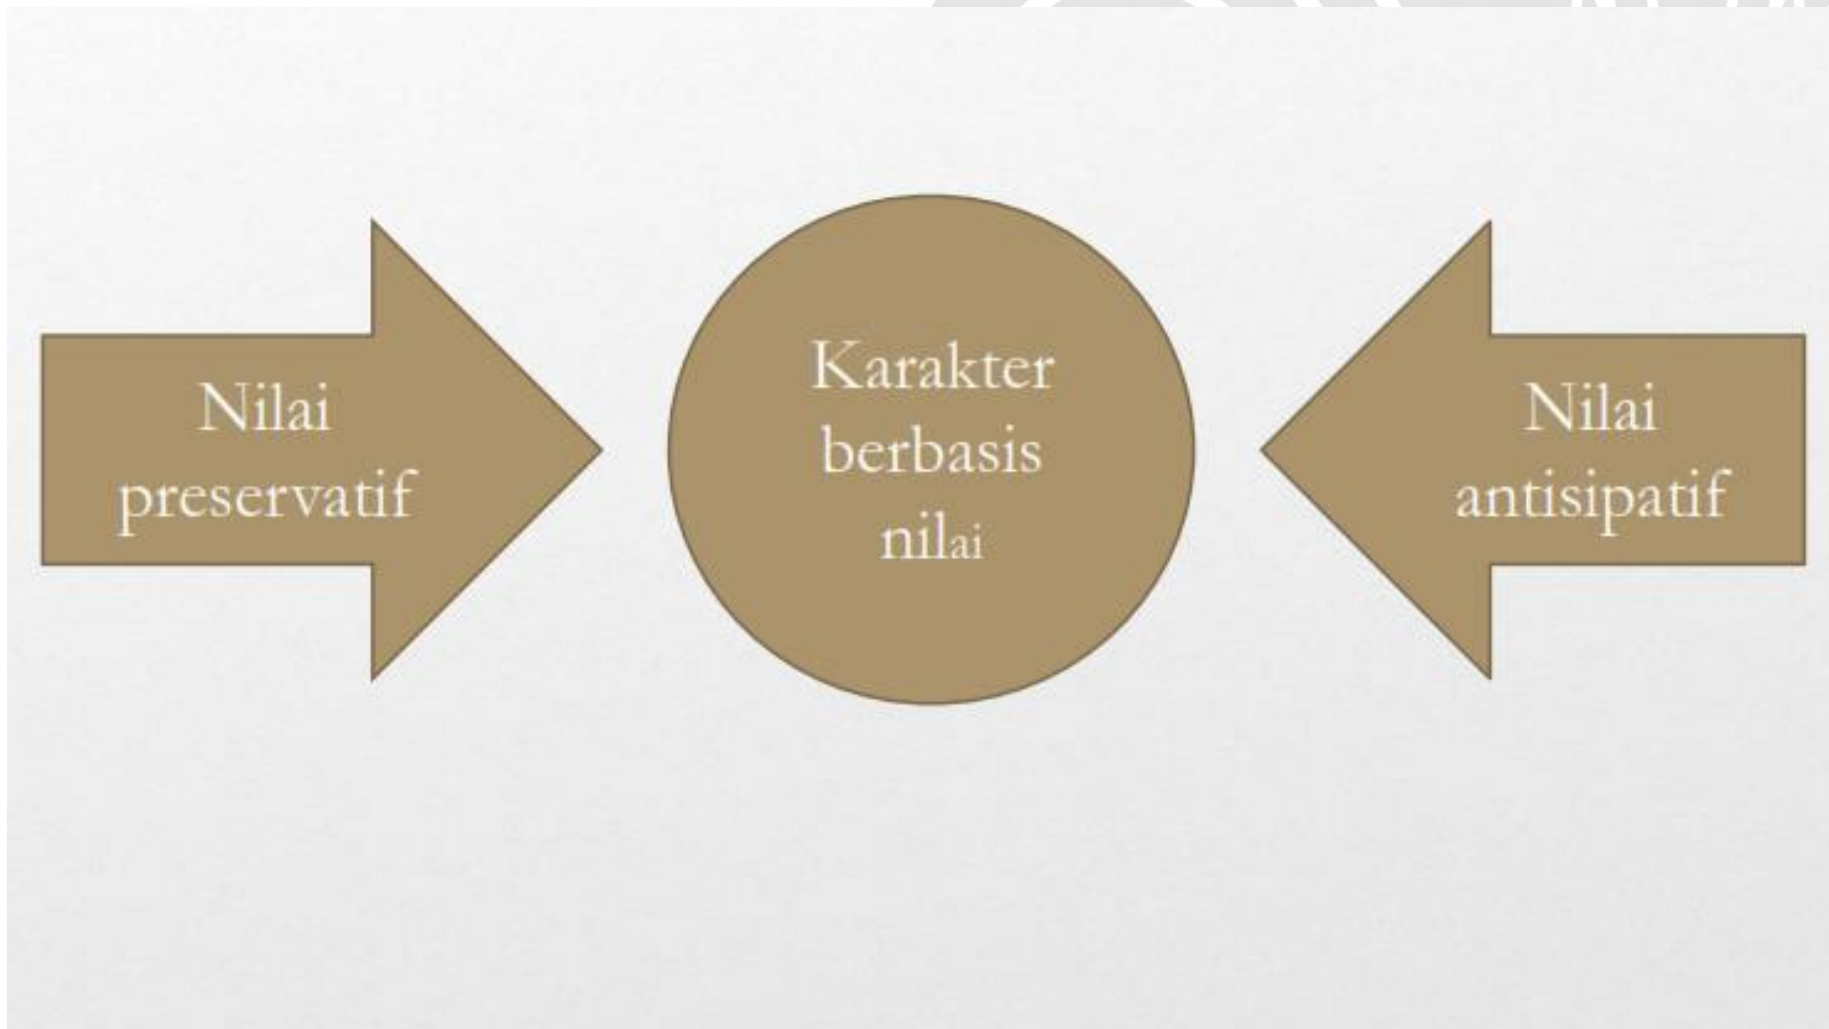 Nilai
preservatif
Karakter
berbasis
nilai
Nilai
antisipatif